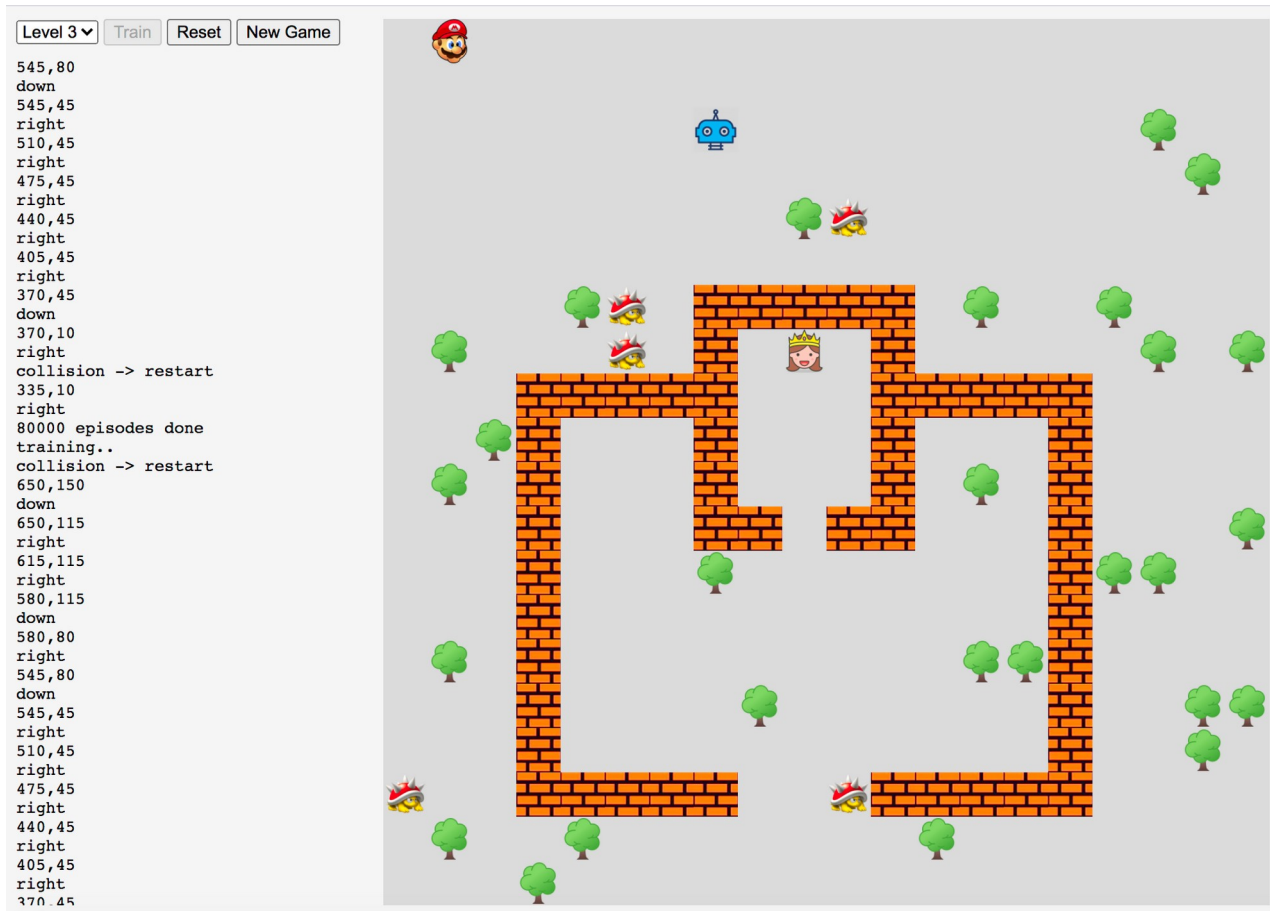 Level 3 Train Reset New Game
545,80
down
545,45
right
510,45
right
475,45
right
440,45
right
405,45
right
370,45
down
370,10
right
collision -> restart
335,10
right
80000 episodes done
training..
collision -> restart
650,150
down
650,115
right
615,115
right
580,115
down
580,80
right
545,80
down
545,45
right
510,45
right
475,45
right
440,45
right
405,45
right
370,45